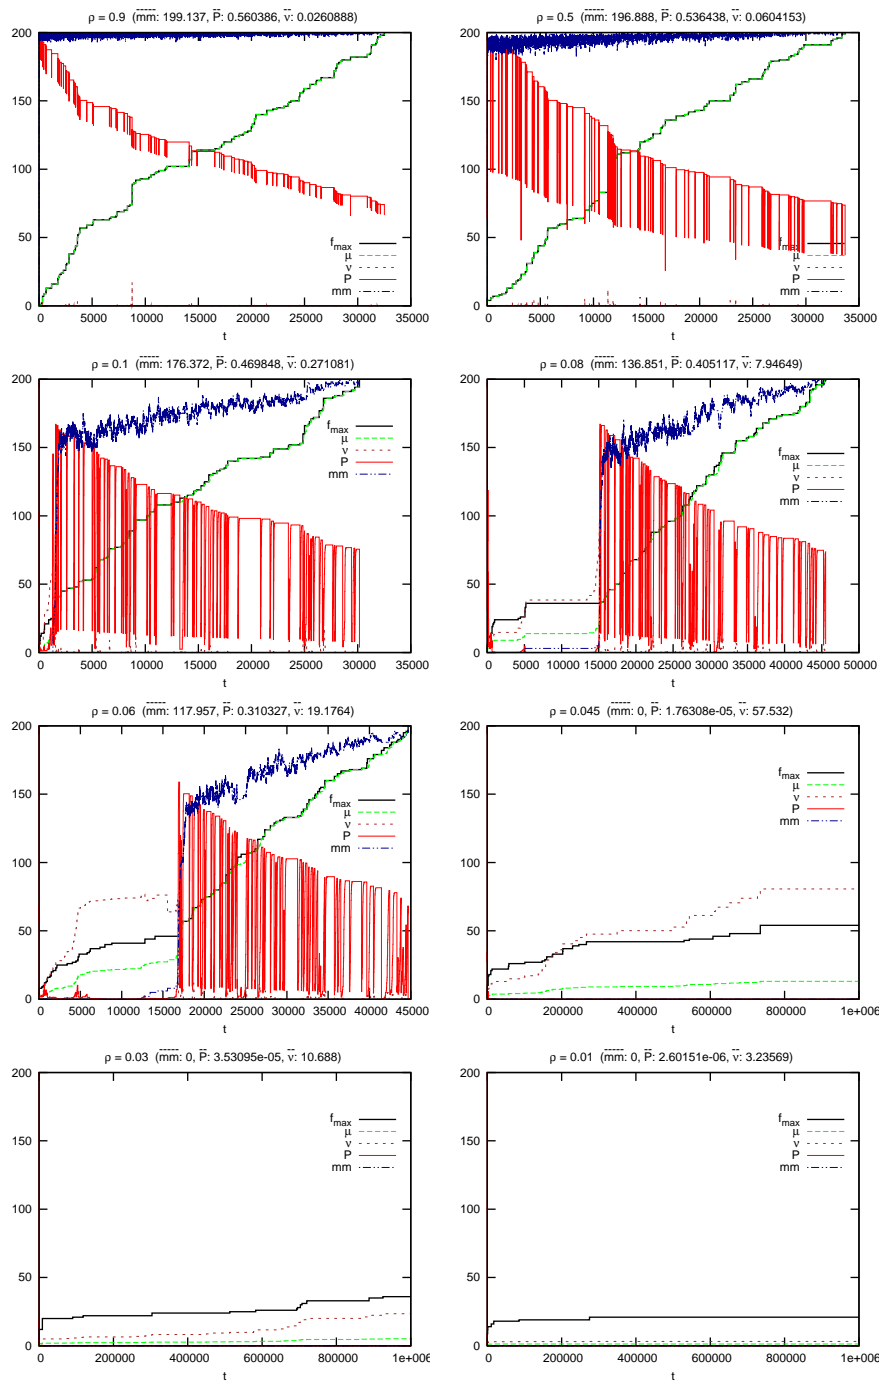 ρ = 0.9 (mm: 199.137, P: 0.560386, ν: 0.0260888)
200
150
100
50
0
f_max
μ
ν
P
mm
0 5000 10000 15000 20000 25000 30000 35000
t
ρ = 0.5 (mm: 196.888, P: 0.536438, ν: 0.0604153)
200
150
100
50
0
f_max
μ
ν
P
mm
0 5000 10000 15000 20000 25000 30000 35000
t
ρ = 0.1 (mm: 176.372, P: 0.469848, ν: 0.271081)
200
150
100
50
0
f_max
μ
ν
P
mm
0 5000 10000 15000 20000 25000 30000 35000
t
ρ = 0.08 (mm: 136.851, P: 0.405117, ν: 7.94649)
200
150
100
50
0
f_max
μ
ν
P
mm
0 5000 10000 15000 20000 25000 30000 35000 40000 45000 50000
t
ρ = 0.06 (mm: 117.957, P: 0.310327, ν: 19.1764)
200
150
100
50
0
f_max
μ
ν
P
mm
0 5000 10000 15000 20000 25000 30000 35000 40000 45000
t
ρ = 0.045 (mm: 0, P: 1.76308e-05, ν: 57.532)
200
150
100
50
0
f_max
μ
ν
P
mm
0 200000 400000 600000 800000 1e+06
t
ρ = 0.03 (mm: 0, P: 3.53095e-05, ν: 10.688)
200
150
100
50
0
f_max
μ
ν
P
mm
0 200000 400000 600000 800000 1e+06
t
ρ = 0.01 (mm: 0, P: 2.60151e-06, ν: 3.23569)
200
150
100
50
0
f_max
μ
ν
P
mm
0 200000 400000 600000 800000 1e+06
t